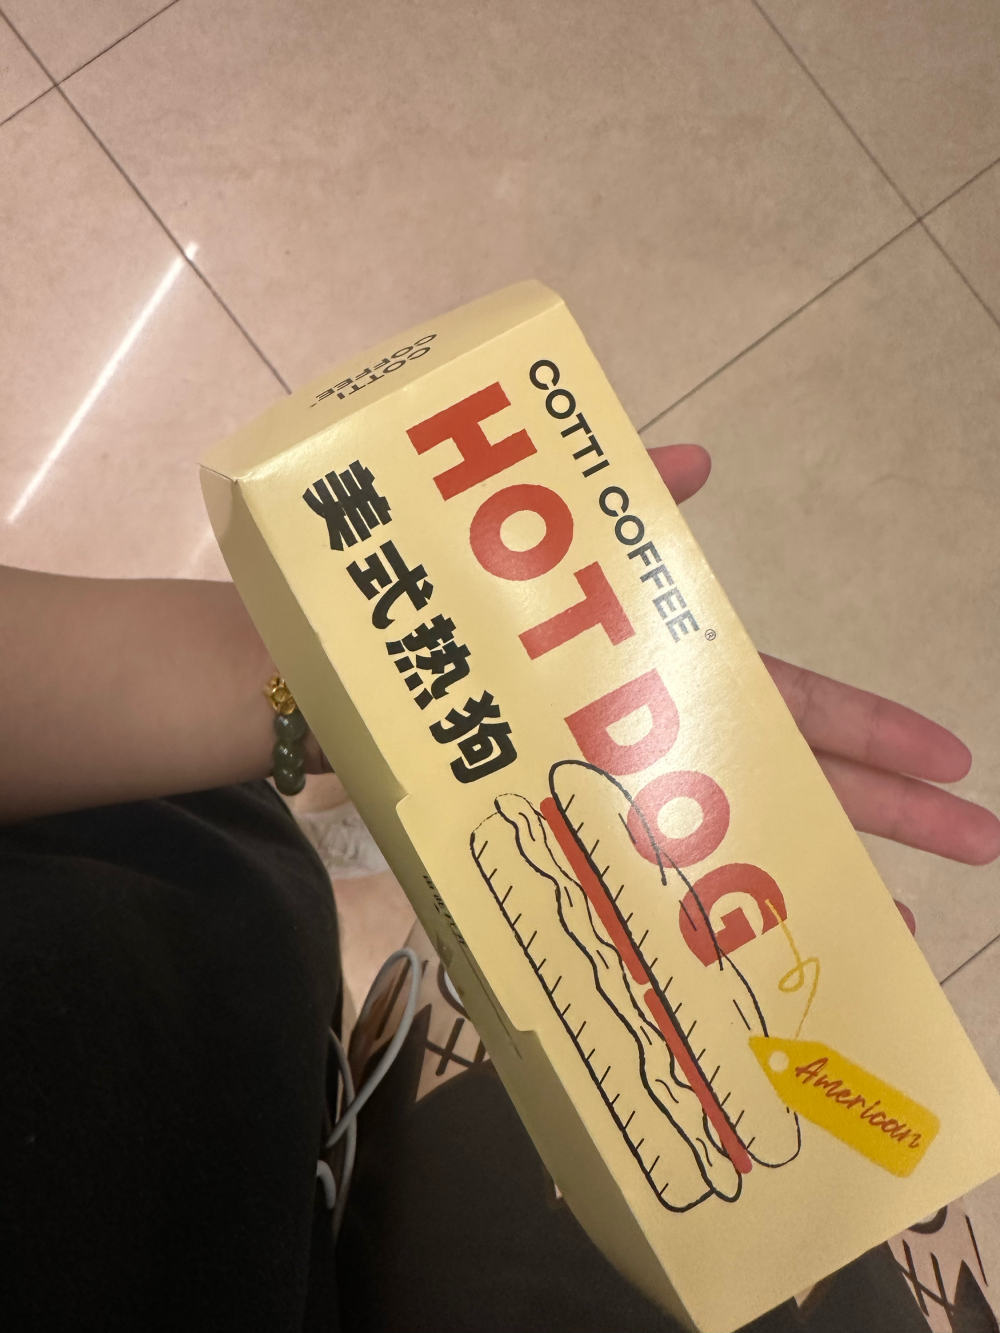 COTTI COFFEE®
HOT DOG
美式热狗
American
COTTI
COFFEE